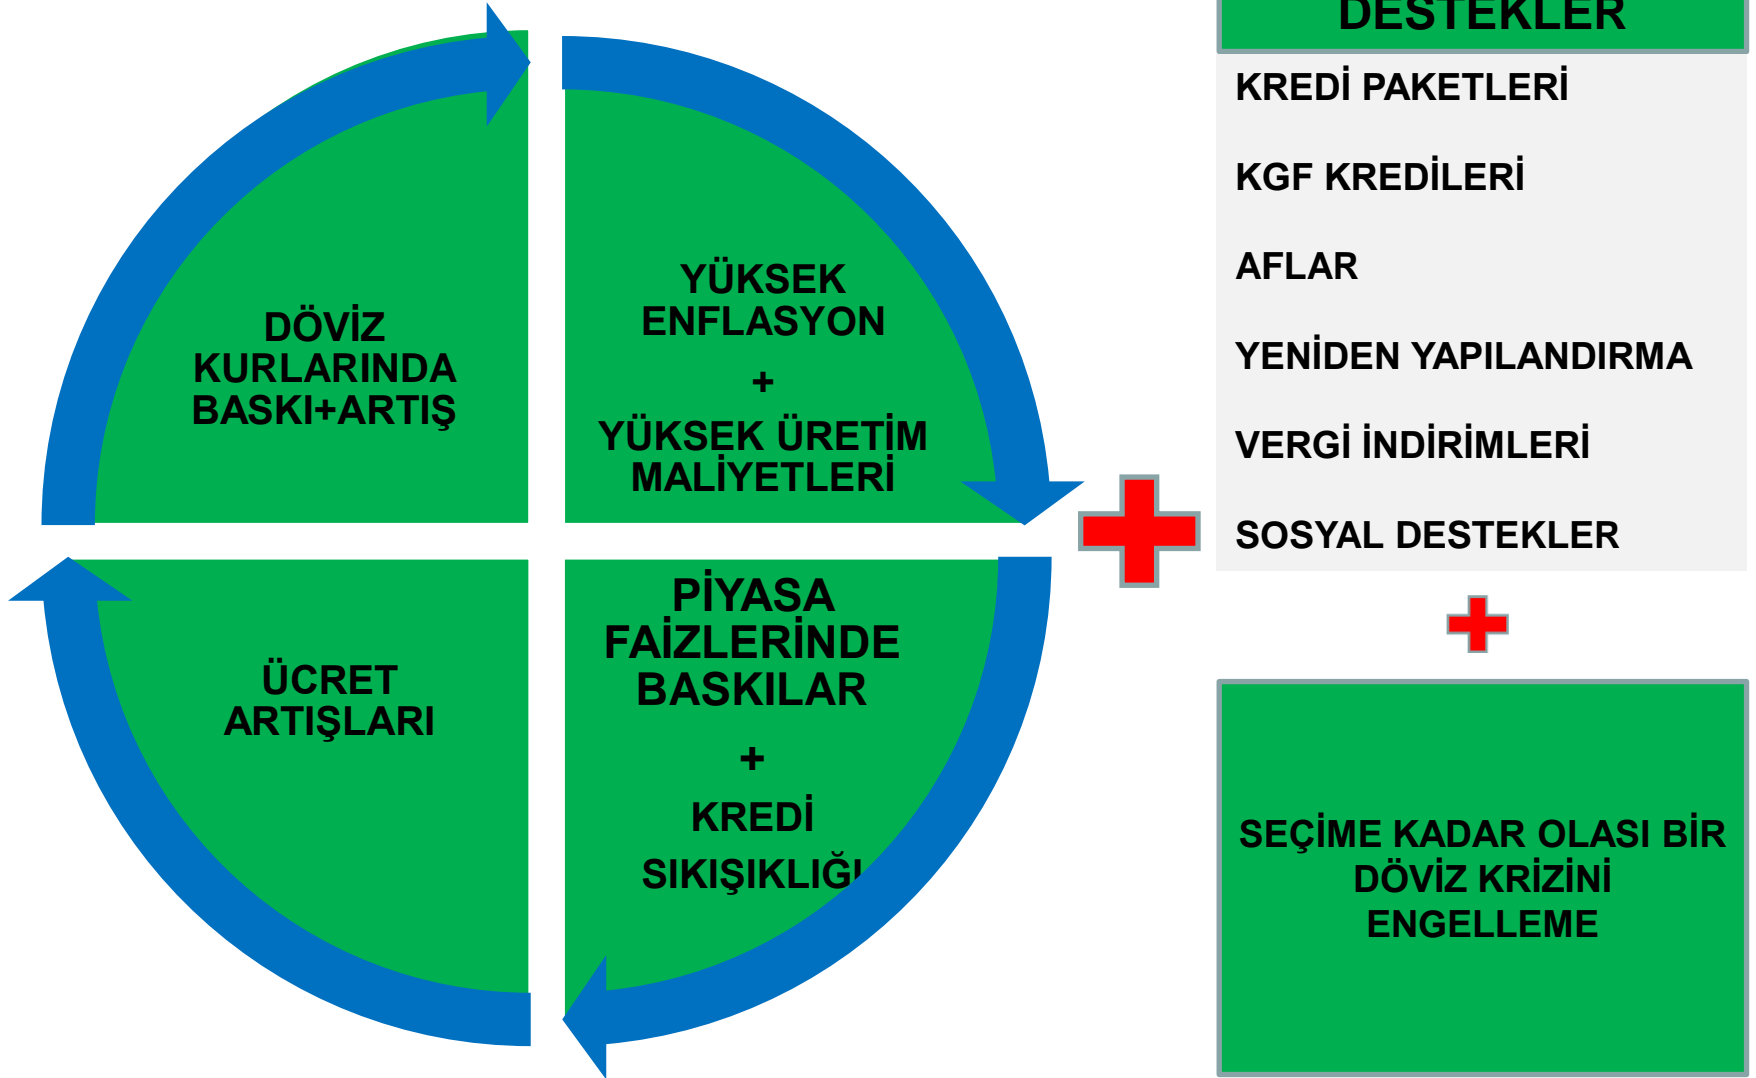 DÖVİZ
KURLARINDA
BASKI+ARTIŞ
YÜKSEK
ENFLASYON
+
YÜKSEK ÜRETİM
MALİYETLERİ
ÜCRET
ARTIŞLARI
PİYASA
FAİZLERİNDE
BASKILAR
+
KREDİ
SIKIŞIKLIĞI
DESTEKLER
KREDİ PAKETLERİ
KGF KREDİLERİ
AFLAR
YENİDEN YAPILANDIRMA
VERGİ İNDİRİMLERİ
SOSYAL DESTEKLER
SEÇİME KADAR OLASI BİR
DÖVİZ KRİZİNİ
ENGELLEME